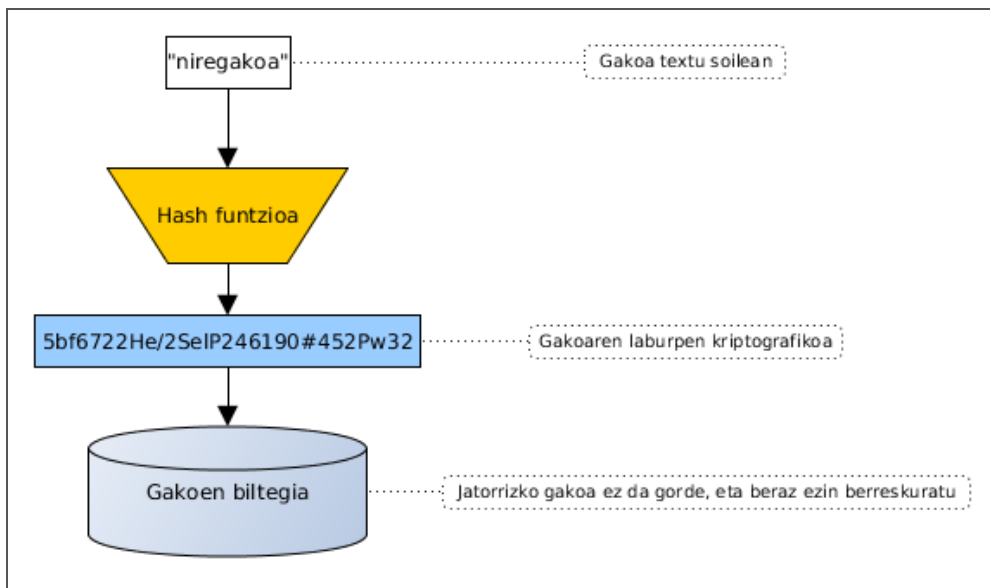 "niregakoa"
Gakoa textu soilean
Hash funtzioa
5bf6722He/2SelP246190#452Pw32
Gakoaren laburpen kriptografikoa
Gakoen biltegia
Jatorrizko gakoa ez da gorde, eta beraz ezin berreskuratu